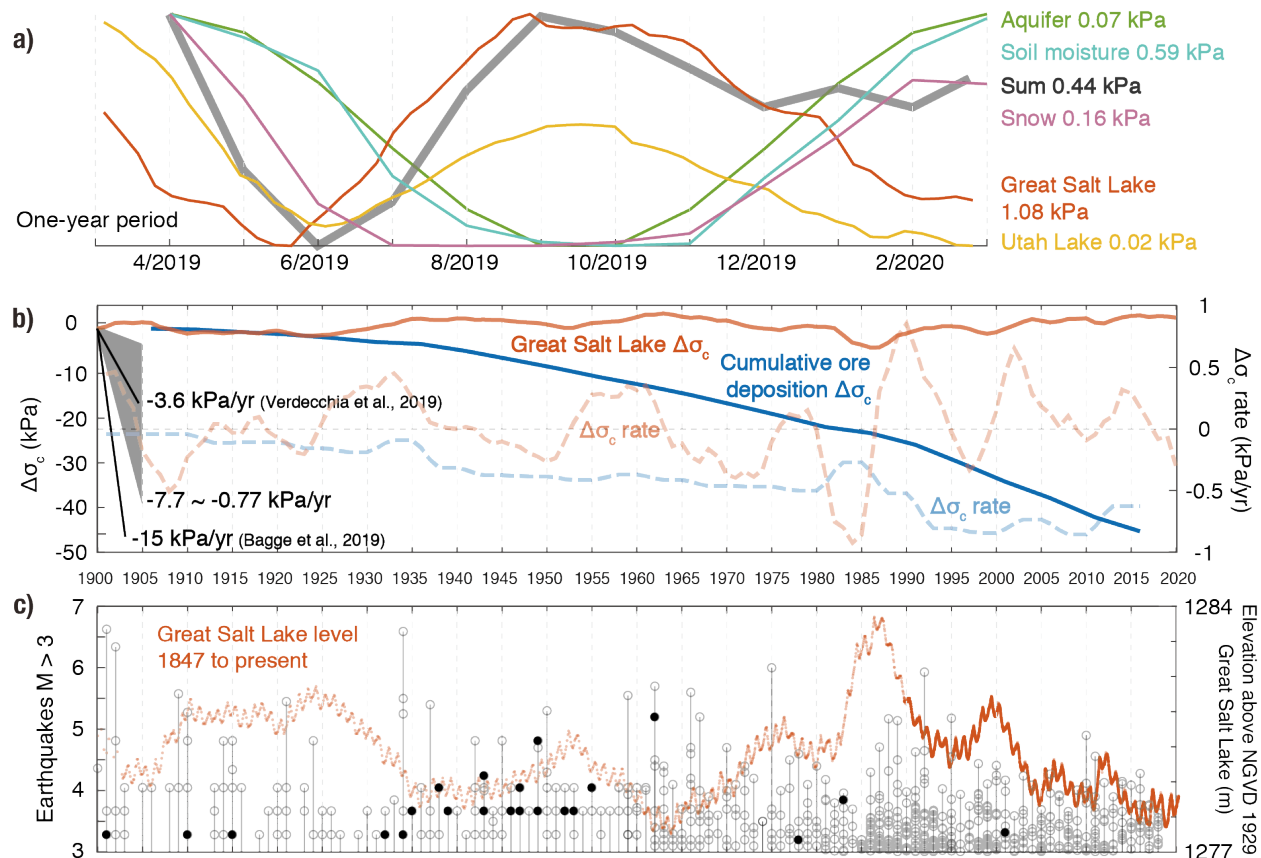 a)
Aquifer 0.07 kPa
Soil moisture 0.59 kPa
Sum 0.44 kPa
Snow 0.16 kPa
Great Salt Lake
1.08 kPa
Utah Lake 0.02 kPa
One-year period
4/2019 6/2019 8/2019 10/2019 12/2019 2/2020
b)
Δσc (kPa)
0
-10
-20
-30
-40
-50
Great Salt Lake Δσc
Cumulative ore
deposition Δσc
-3.6 kPa/yr (Verdecchia et al., 2019)
Δσc rate
-7.7 ~ -0.77 kPa/yr
Δσc rate
-15 kPa/yr (Bagge et al., 2019)
1
0.5
0
-0.5
-1
Δσc rate (kPa/yr)
1900 1905 1910 1915 1920 1925 1930 1935 1940 1945 1950 1955 1960 1965 1970 1975 1980 1985 1990 1995 2000 2005 2010 2015 2020
c)
Earthquakes M > 3
7
6
5
4
3
Great Salt Lake level
1847 to present
1284
1277
Elevation above NGVD 1929
Great Salt Lake (m)